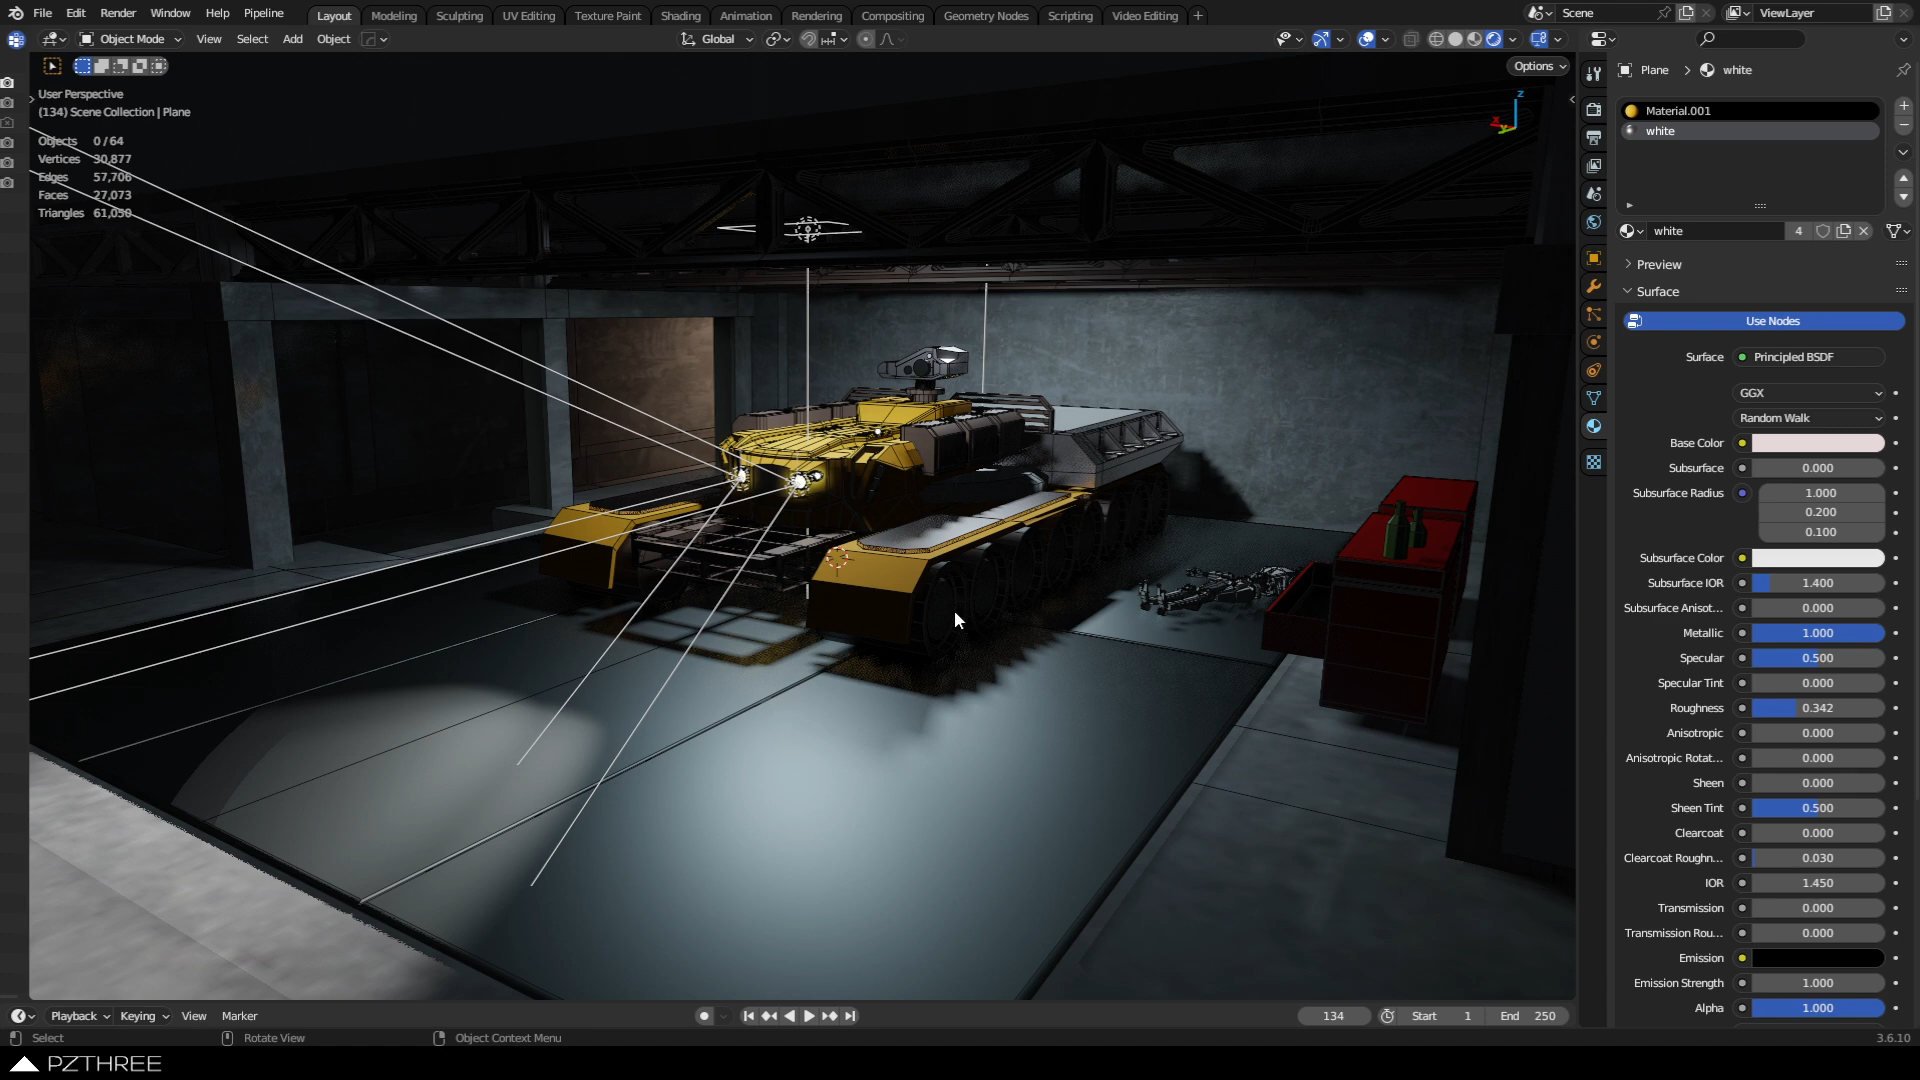 File Edit Render Window Help Pipeline Layout Modeling Sculpting UV Editing Texture Paint Shading Animation Rendering Compositing Geometry Nodes Scripting Video Editing + Scene ViewLayer
Object Mode View Select Add Object Global
Options
User Perspective
(134) Scene Collection | Plane
Objects 0/64
Vertices 30,877
Edges 57,706
Faces 27,073
Triangles 61,050
Z
X
Y
Plane > white
Material.001
white
white 4
Preview
Surface
Use Nodes
Surface Principled BSDF
GGX
Random Walk
Base Color
Subsurface 0.000
Subsurface Radius 1.000
0.200
0.100
Subsurface Color
Subsurface IOR 1.400
Subsurface Anisot... 0.000
Metallic 1.000
Specular 0.500
Specular Tint 0.000
Roughness 0.342
Anisotropic 0.000
Anisotropic Rotat... 0.000
Sheen 0.000
Sheen Tint 0.500
Clearcoat 0.000
Clearcoat Roughn... 0.030
IOR 1.450
Transmission 0.000
Transmission Rou... 0.000
Emission
Emission Strength 1.000
Alpha 1.000
Playback Keying View Marker 134 Start 1 End 250
Select Rotate View Object Context Menu 3.6.10
PZTHREE